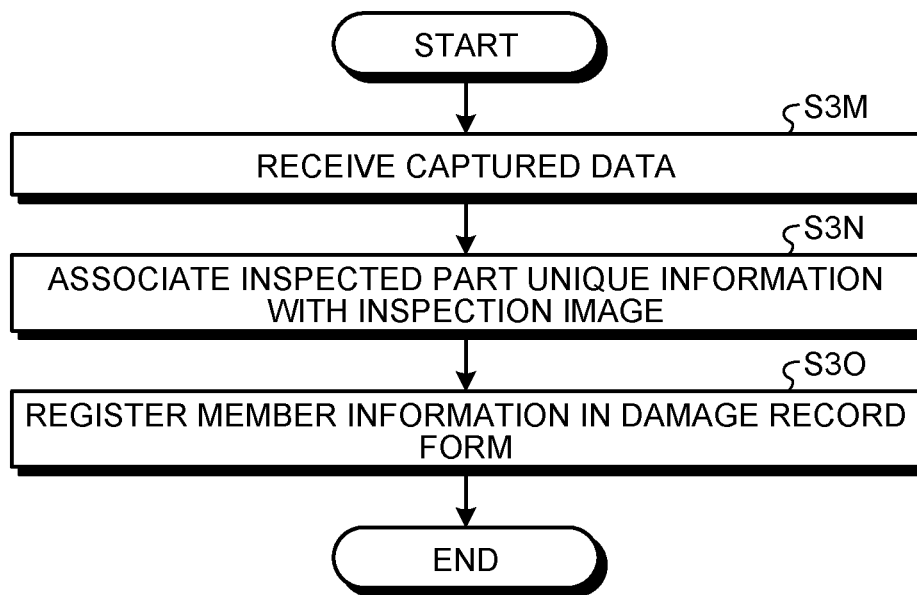 START
S3M
RECEIVE CAPTURED DATA
S3N
ASSOCIATE INSPECTED PART UNIQUE INFORMATION
WITH INSPECTION IMAGE
S3O
REGISTER MEMBER INFORMATION IN DAMAGE RECORD
FORM
END